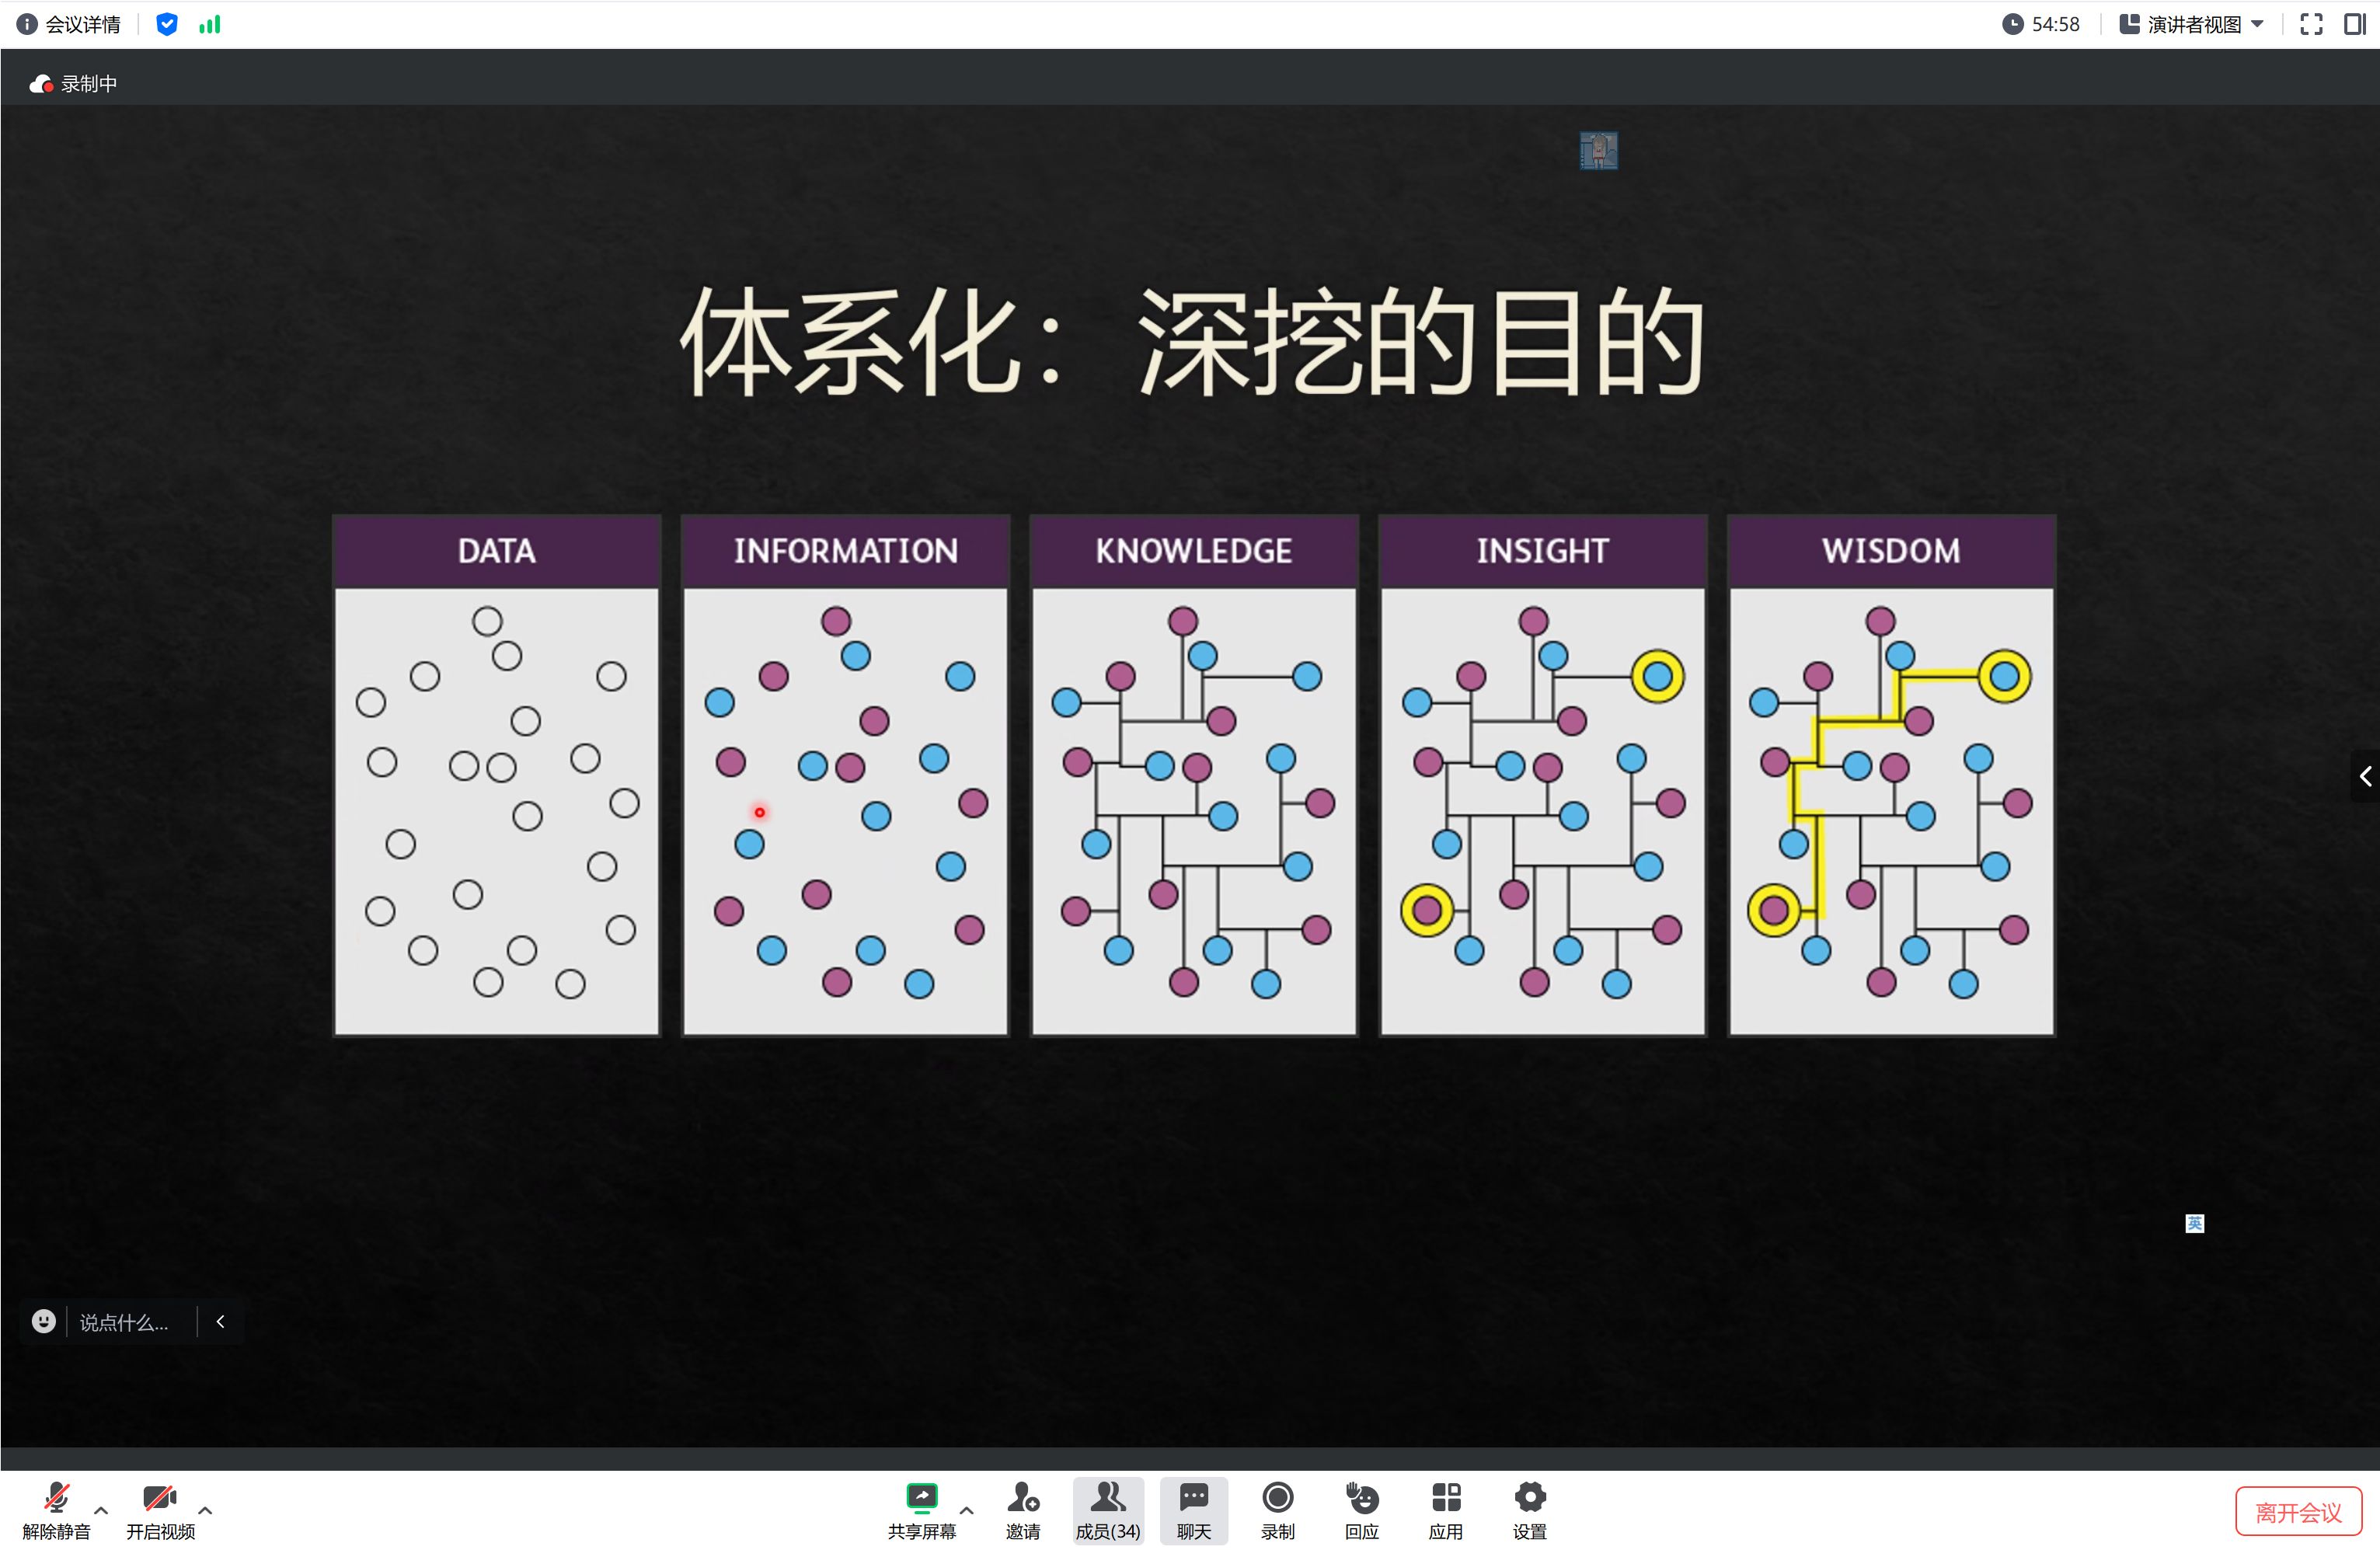 会议详情
54:58
演讲者视图
录制中
体系化：深挖的目的
DATA
INFORMATION
KNOWLEDGE
INSIGHT
WISDOM
英
说点什么...
解除静音
开启视频
共享屏幕
邀请
成员(34)
聊天
录制
回应
应用
设置
离开会议